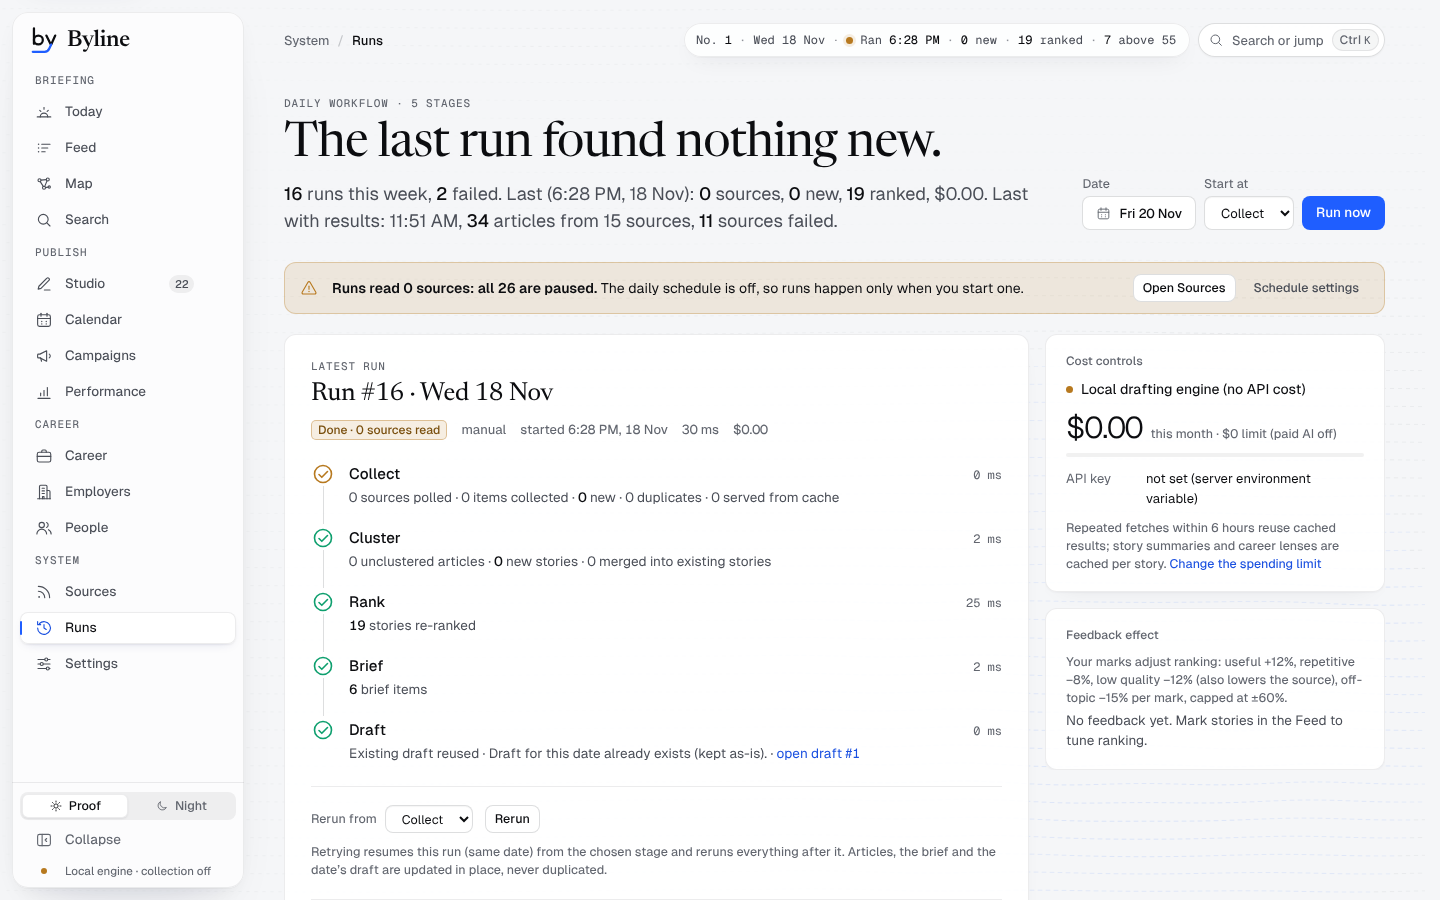 by Byline
BRIEFING
Today
Feed
Map
Search
PUBLISH
Studio 22
Calendar
Campaigns
Performance
CAREER
Career
Employers
People
SYSTEM
Sources
Runs
Settings
Proof Night
Collapse
Local engine · collection off
System / Runs
No. 1 · Wed 18 Nov · Ran 6:28 PM · 0 new · 19 ranked · 7 above 55
Search or jump Ctrl K
DAILY WORKFLOW · 5 STAGES
The last run found nothing new.
16 runs this week, 2 failed. Last (6:28 PM, 18 Nov): 0 sources, 0 new, 19 ranked, $0.00. Last
with results: 11:51 AM, 34 articles from 15 sources, 11 sources failed.
Date Start at
Fri 20 Nov Collect Run now
Runs read 0 sources: all 26 are paused. The daily schedule is off, so runs happen only when you start one.
Open Sources Schedule settings
LATEST RUN
Run #16 · Wed 18 Nov
Done · 0 sources read manual started 6:28 PM, 18 Nov 30 ms $0.00
Collect 0 ms
0 sources polled · 0 items collected · 0 new · 0 duplicates · 0 served from cache
Cluster 2 ms
0 unclustered articles · 0 new stories · 0 merged into existing stories
Rank 25 ms
19 stories re-ranked
Brief 2 ms
6 brief items
Draft 0 ms
Existing draft reused · Draft for this date already exists (kept as-is). · open draft #1
Rerun from Collect Rerun
Retrying resumes this run (same date) from the chosen stage and reruns everything after it. Articles, the brief and the
date's draft are updated in place, never duplicated.
Cost controls
Local drafting engine (no API cost)
$0.00 this month · $0 limit (paid AI off)
API key not set (server environment
variable)
Repeated fetches within 6 hours reuse cached
results; story summaries and career lenses are
cached per story. Change the spending limit
Feedback effect
Your marks adjust ranking: useful +12%, repetitive
−8%, low quality −12% (also lowers the source), off-
topic −15% per mark, capped at ±60%.
No feedback yet. Mark stories in the Feed to
tune ranking.